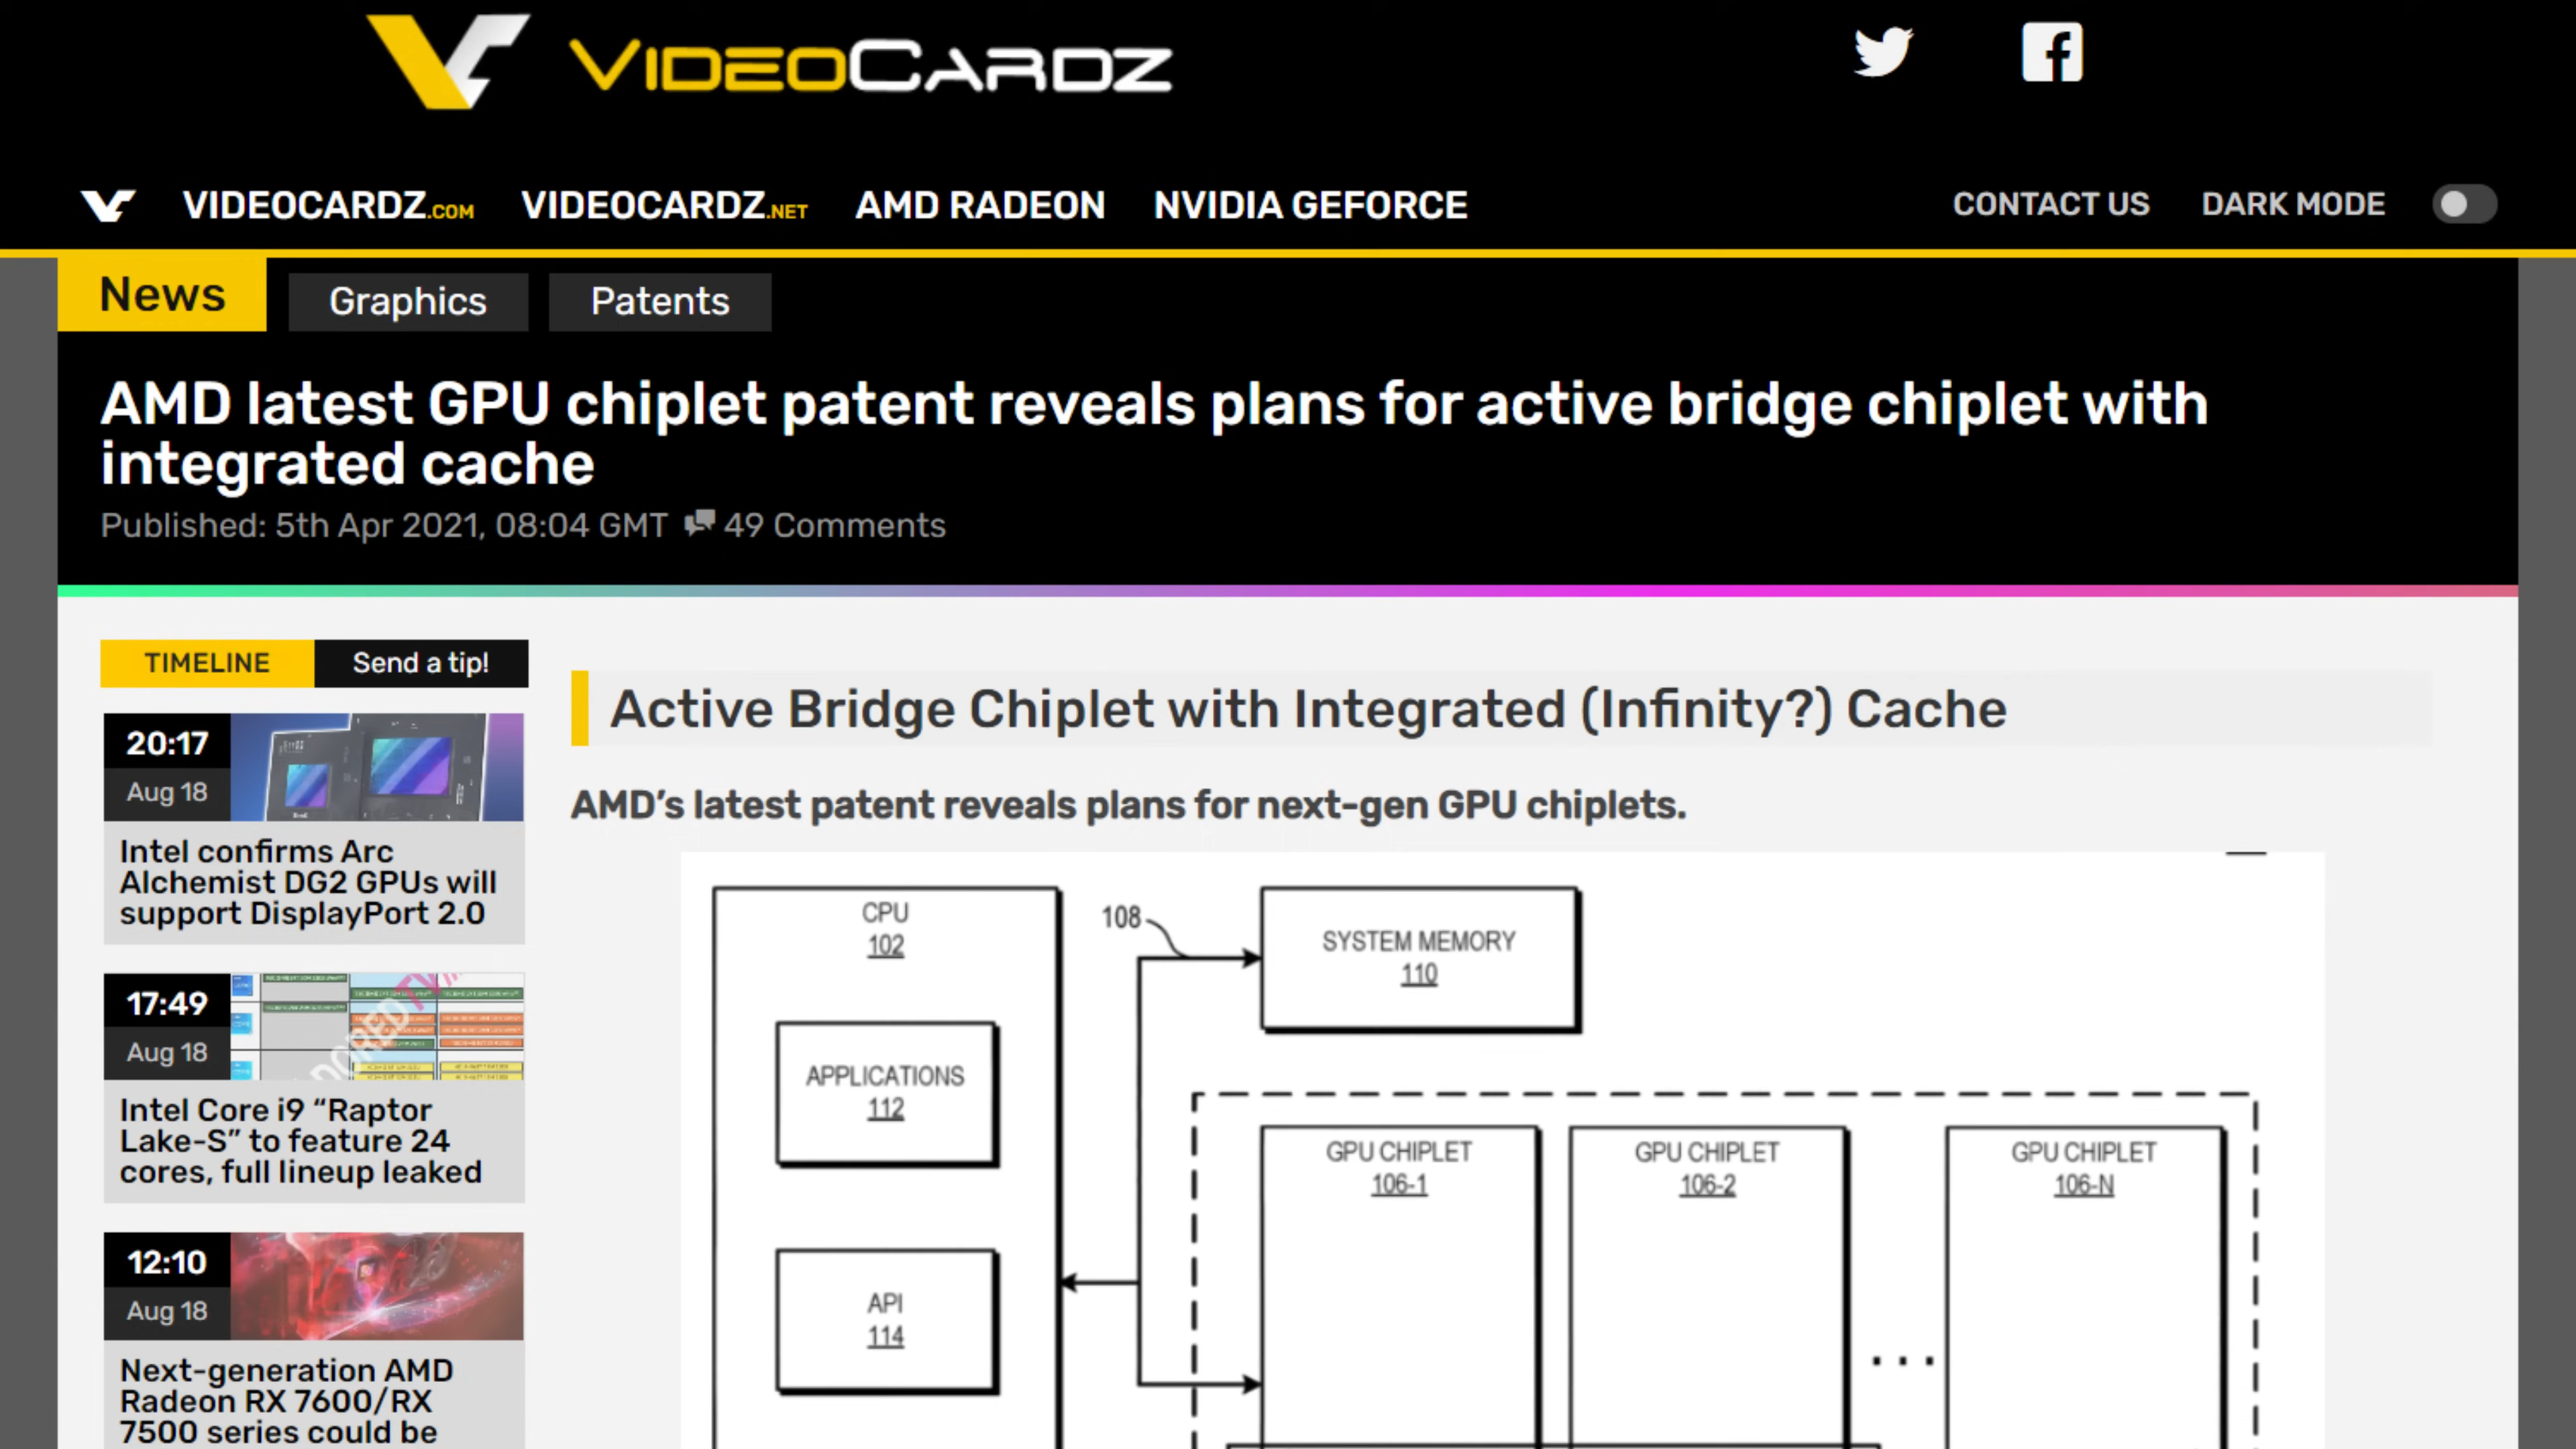 VIDEOCARDZ
VIDEOCARDZ.COM VIDEOCARDZ.NET AMD RADEON NVIDIA GEFORCE CONTACT US DARK MODE
News Graphics Patents
AMD latest GPU chiplet patent reveals plans for active bridge chiplet with
integrated cache
Published: 5th Apr 2021, 08:04 GMT 49 Comments
TIMELINE Send a tip!
20:17
Aug 18
Intel confirms Arc
Alchemist DG2 GPUs will
support DisplayPort 2.0
17:49
Aug 18
Intel Core i9 “Raptor
Lake-S” to feature 24
cores, full lineup leaked
12:10
Aug 18
Next-generation AMD
Radeon RX 7600/RX
7500 series could be
Active Bridge Chiplet with Integrated (Infinity?) Cache
AMD’s latest patent reveals plans for next-gen GPU chiplets.
CPU
102
APPLICATIONS
112
API
114
108
SYSTEM MEMORY
110
GPU CHIPLET
106-1
GPU CHIPLET
106-2
...
GPU CHIPLET
106-N